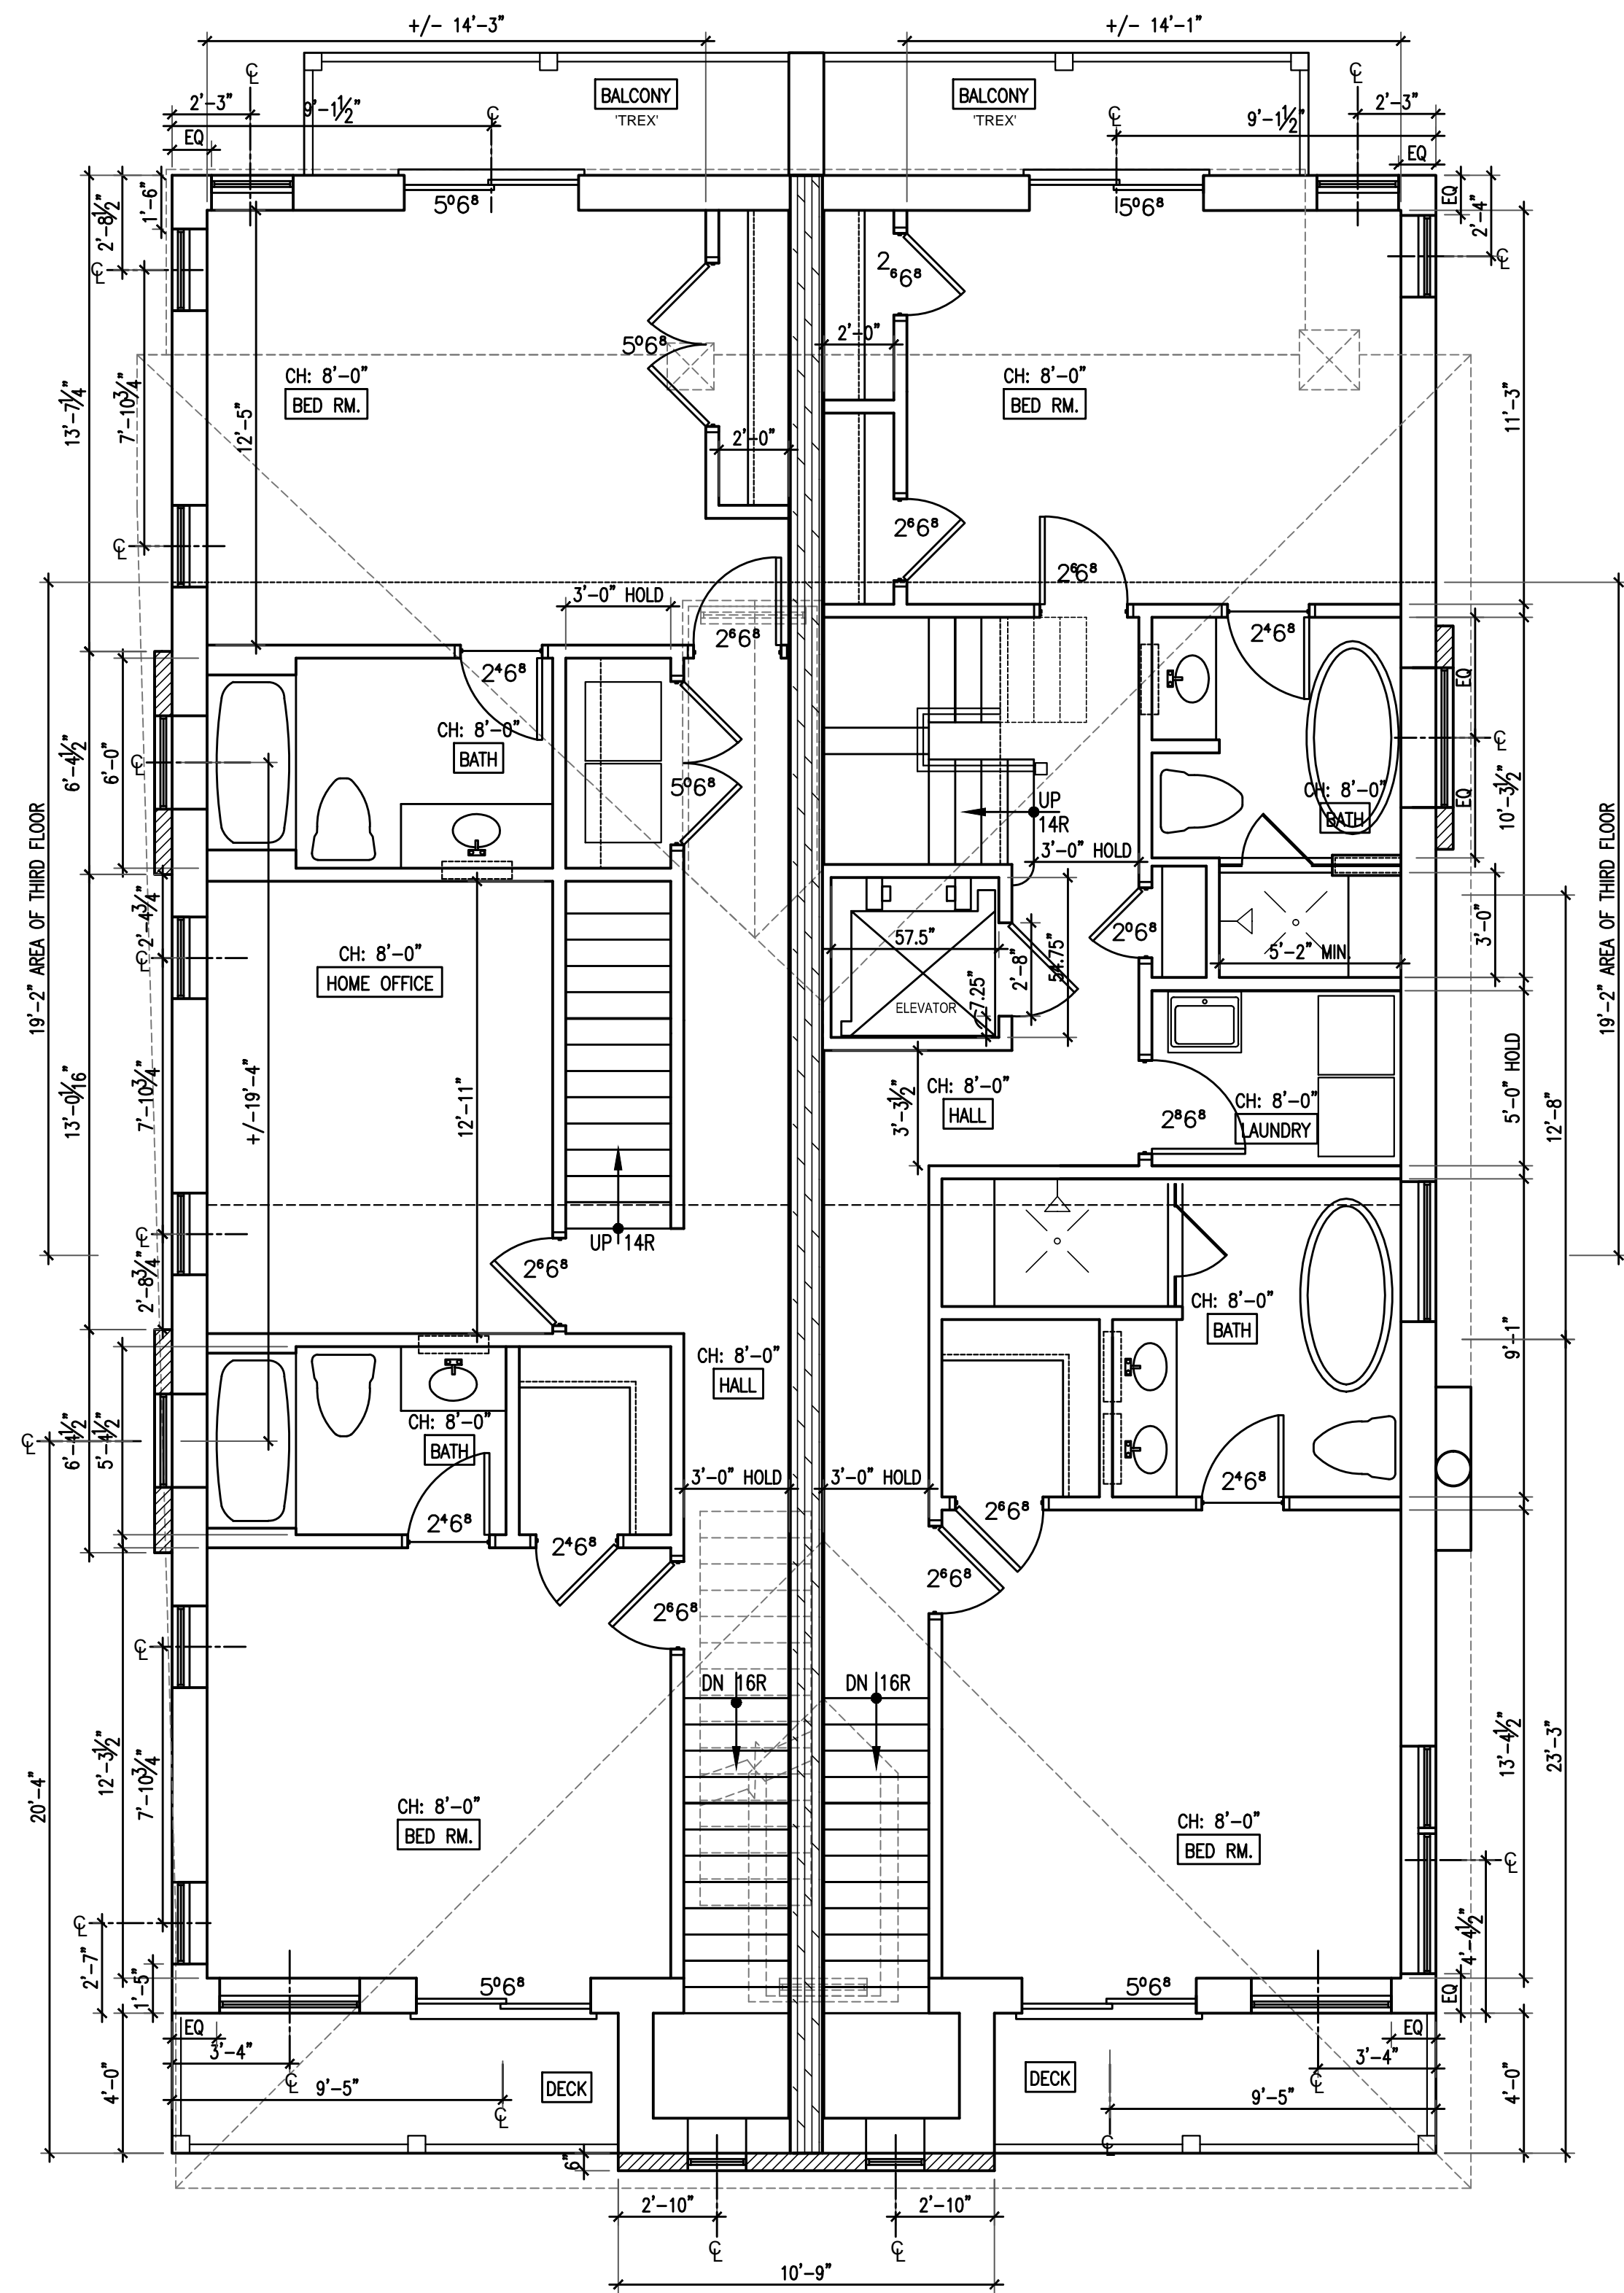 +/- 14'-3"
+/- 14'-1"
℄
℄
2'-3"
9'-1½"
℄
BALCONY
'TREX'
BALCONY
'TREX'
℄
9'-1½"
2'-3"
EQ
EQ
5⁰6⁸
5⁰6⁸
1'-6"
2'-8½"
EQ
2'-4"
℄
℄
2⁶6⁸
5⁰6⁸
2'-0"
CH: 8'-0"
BED RM.
CH: 8'-0"
BED RM.
13'-7¼"
7'-10¾"
12'-5"
2'-0"
11'-3"
℄
2⁶6⁸
2⁶6⁸
3'-0" HOLD
2⁶6⁸
2⁴6⁸
2⁴6⁸
EQ
CH: 8'-0"
BATH
℄
6'-4½"
6'-0"
℄
5⁰6⁸
UP
14R
CH: 8'-0"
BATH
EQ
10'-3½"
3'-0" HOLD
19'-2" AREA OF THIRD FLOOR
19'-2" AREA OF THIRD FLOOR
2'-4¾"
℄
CH: 8'-0"
HOME OFFICE
57.5"
2'-8"
54.75"
7.25"
ELEVATOR
2⁰6⁸
5'-2" MIN.
3'-0"
13'-0⁄16"
7'-10¾"
+/-19'-4"
12'-11"
3'-3½"
CH: 8'-0"
HALL
2⁸6⁸
CH: 8'-0"
LAUNDRY
5'-0" HOLD
12'-8"
℄
UP 14R
2'-8¾"
2⁶6⁸
CH: 8'-0"
BATH
9'-1"
CH: 8'-0"
HALL
℄
6'-4½"
5'-4½"
CH: 8'-0"
BATH
3'-0" HOLD
3'-0" HOLD
2⁴6⁸
2⁴6⁸
2⁴6⁸
2⁶6⁸
2⁶6⁸
2⁶6⁸
℄
DN 16R
DN 16R
20'-4"
12'-3½"
7'-10¾"
CH: 8'-0"
BED RM.
CH: 8'-0"
BED RM.
13'-4½"
23'-3"
℄
℄
2'-7"
1'-5"
5⁰6⁸
5⁰6⁸
4'-4½"
EQ
EQ
3'-4"
℄
EQ
3'-4"
℄
4'-0"
9'-5"
℄
DECK
DECK
9'-5"
℄
4'-0"
6"
2'-10"
2'-10"
℄
℄
10'-9"